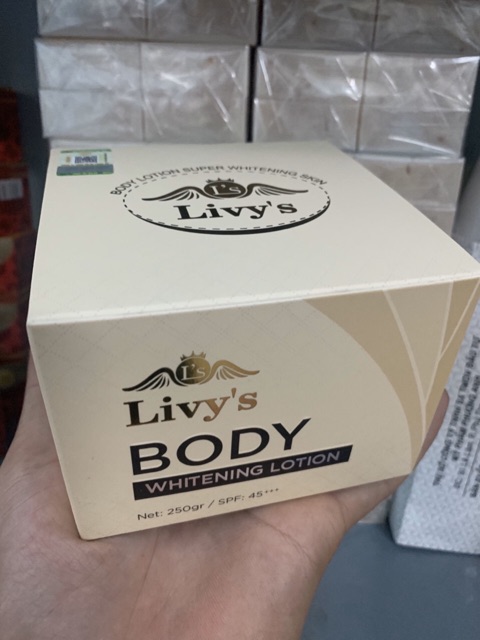 BODY LOTION SUPER WHITENING SKIN
L's
Livy's
L's
Livy's
BODY
WHITENING LOTION
Net: 250gr / SPF: 45+++